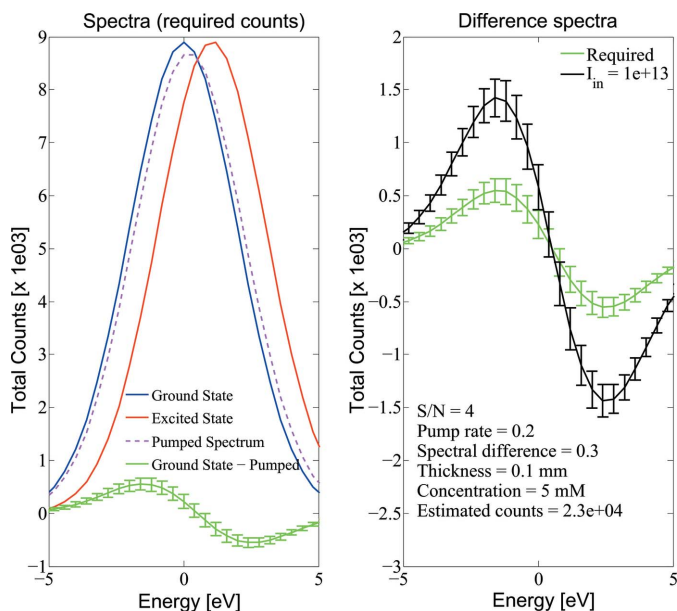 Spectra (required counts)
Total Counts [x 1e03]
9
8
7
6
5
4
3
2
1
0
−1
Ground State
Excited State
Pumped Spectrum
Ground State − Pumped
−5
0
5
Energy [eV]
Difference spectra
Total Counts [x 1e03]
2
1.5
1
0.5
0
−0.5
−1
−1.5
−2
−2.5
−3
Required
I_in = 1e+13
S/N = 4
Pump rate = 0.2
Spectral difference = 0.3
Thickness = 0.1 mm
Concentration = 5 mM
Estimated counts = 2.3e+04
−5
0
5
Energy [eV]